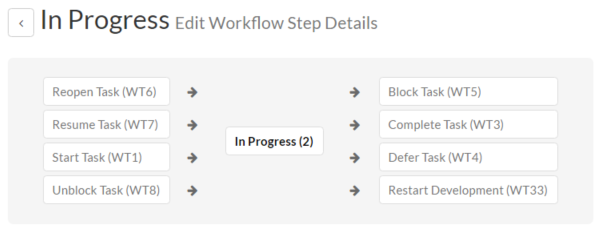 In Progress Edit Workflow Step Details
Reopen Task (WT6)
Resume Task (WT7)
Start Task (WT1)
Unblock Task (WT8)
In Progress (2)
Block Task (WT5)
Complete Task (WT3)
Defer Task (WT4)
Restart Development (WT33)